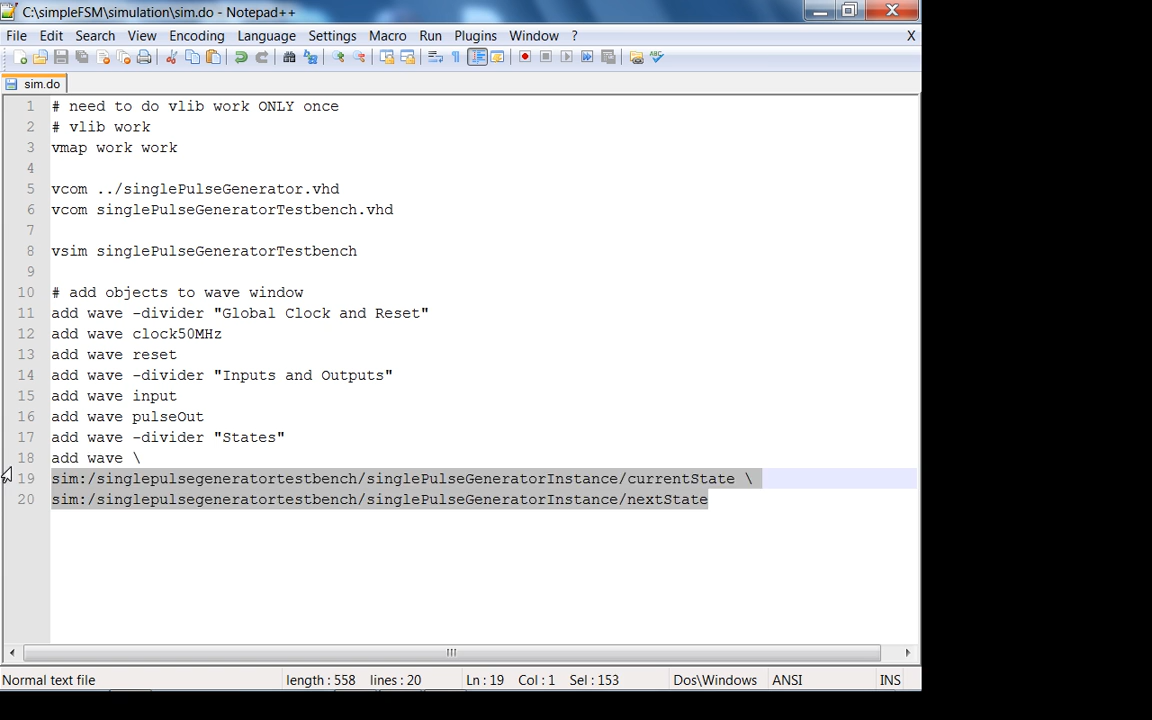 C:\simpleFSM\simulation\sim.do - Notepad++
File Edit Search View Encoding Language Settings Macro Run Plugins Window ? X
sim.do
1 # need to do vlib work ONLY once
2 # vlib work
3 vmap work work
4
5 vcom ../singlePulseGenerator.vhd
6 vcom singlePulseGeneratorTestbench.vhd
7
8 vsim singlePulseGeneratorTestbench
9
10 # add objects to wave window
11 add wave -divider "Global Clock and Reset"
12 add wave clock50MHz
13 add wave reset
14 add wave -divider "Inputs and Outputs"
15 add wave input
16 add wave pulseOut
17 add wave -divider "States"
18 add wave \
19 sim:/singlepulsegeneratortestbench/singlePulseGeneratorInstance/currentState \
20 sim:/singlepulsegeneratortestbench/singlePulseGeneratorInstance/nextState
Normal text file length : 558 lines : 20 Ln : 19 Col : 1 Sel : 153 Dos\Windows ANSI INS